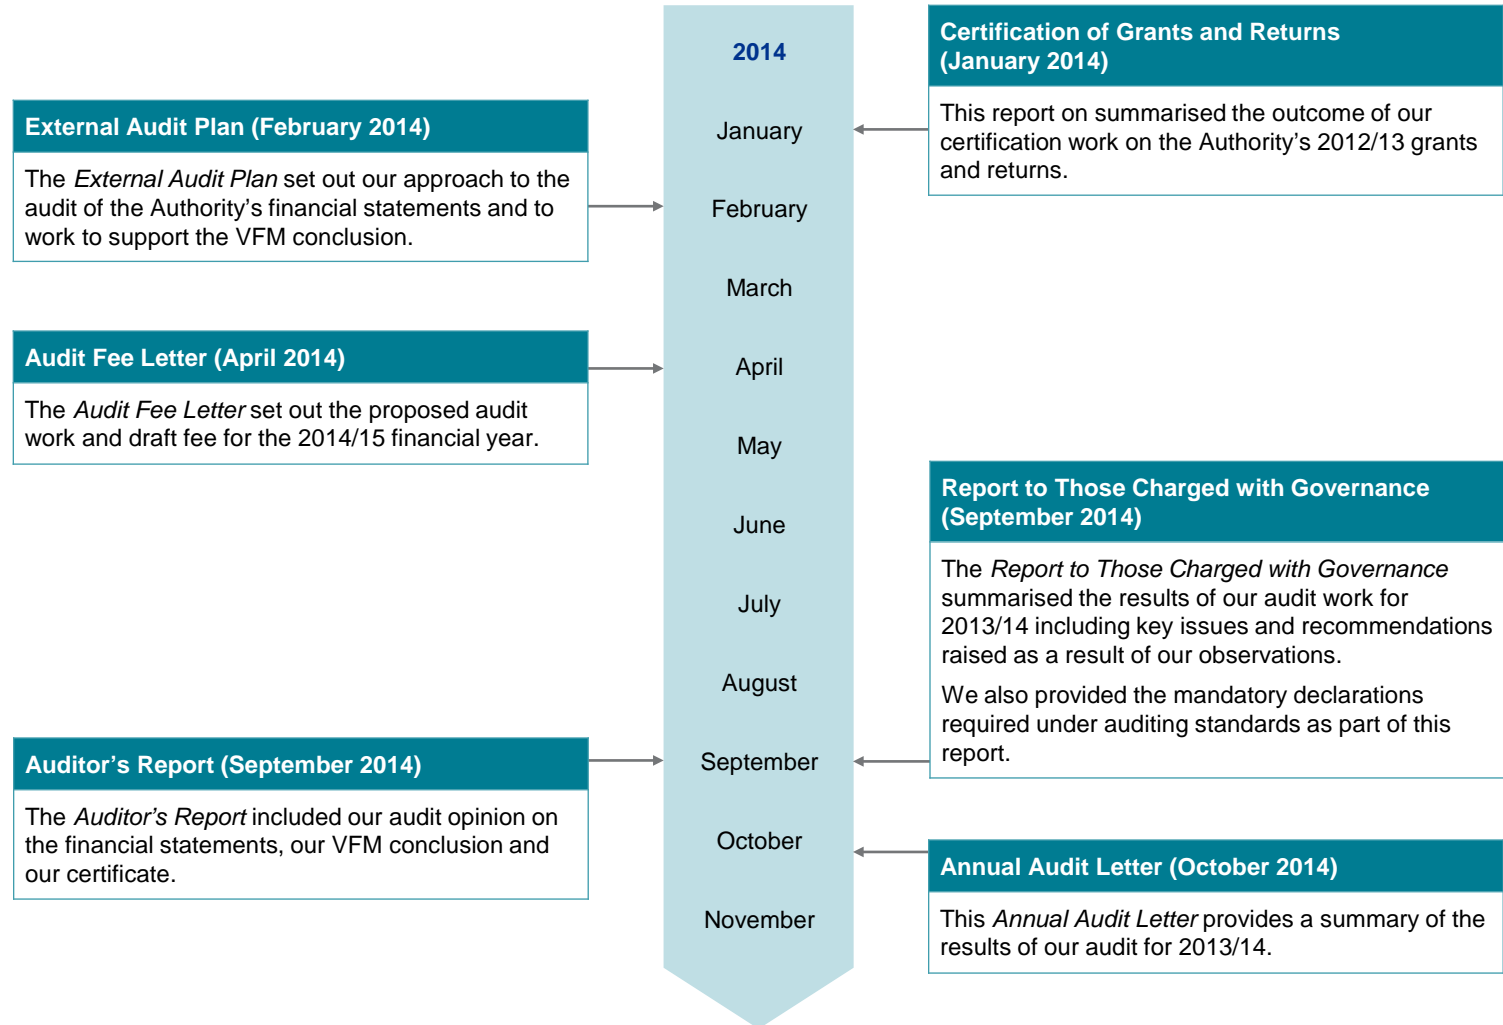 2014
January
February
March
April
May
June
July
August
September
October
November
External Audit Plan (February 2014)
The External Audit Plan set out our approach to the
audit of the Authority’s financial statements and to
work to support the VFM conclusion.
Audit Fee Letter (April 2014)
The Audit Fee Letter set out the proposed audit
work and draft fee for the 2014/15 financial year.
Auditor’s Report (September 2014)
The Auditor’s Report included our audit opinion on
the financial statements, our VFM conclusion and
our certificate.
Certification of Grants and Returns
(January 2014)
This report on summarised the outcome of our
certification work on the Authority’s 2012/13 grants
and returns.
Report to Those Charged with Governance
(September 2014)
The Report to Those Charged with Governance
summarised the results of our audit work for
2013/14 including key issues and recommendations
raised as a result of our observations.
We also provided the mandatory declarations
required under auditing standards as part of this
report.
Annual Audit Letter (October 2014)
This Annual Audit Letter provides a summary of the
results of our audit for 2013/14.